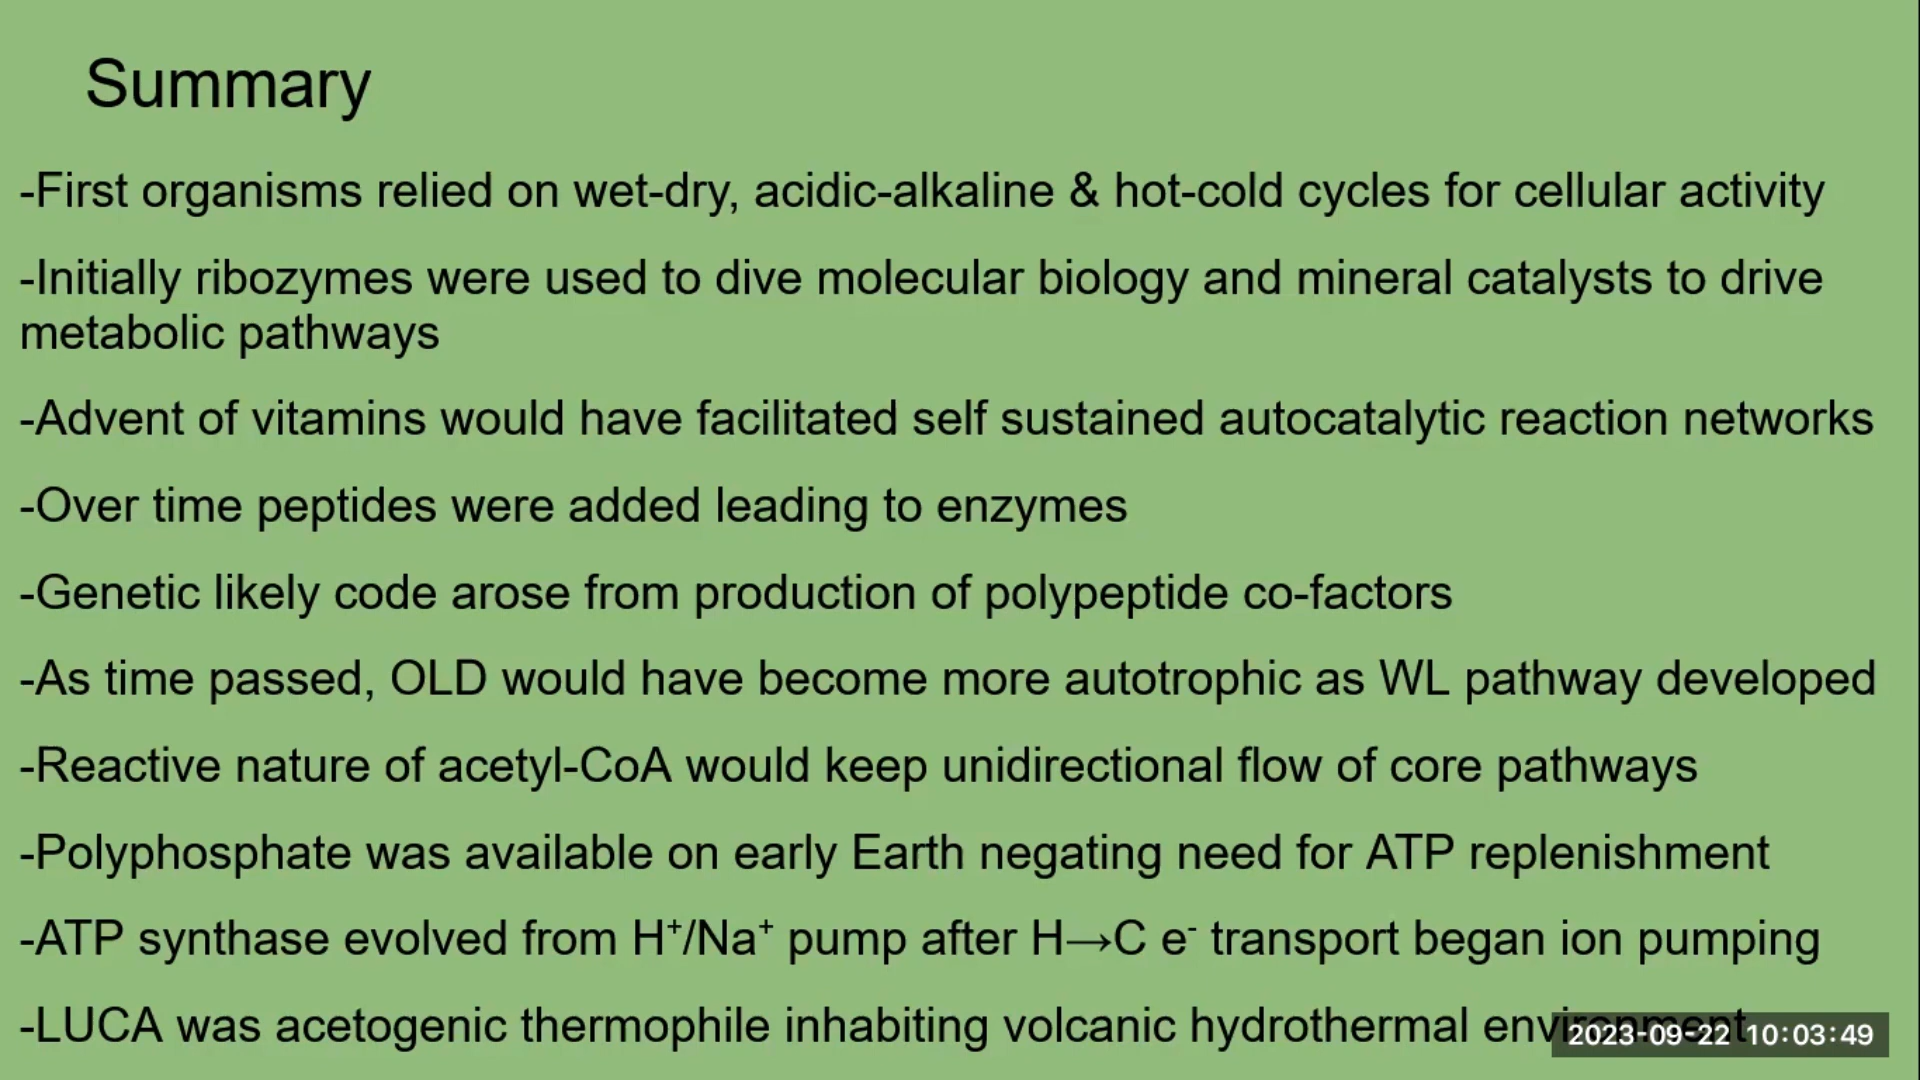 Summary
-First organisms relied on wet-dry, acidic-alkaline & hot-cold cycles for cellular activity
-Initially ribozymes were used to dive molecular biology and mineral catalysts to drive
metabolic pathways
-Advent of vitamins would have facilitated self sustained autocatalytic reaction networks
-Over time peptides were added leading to enzymes
-Genetic likely code arose from production of polypeptide co-factors
-As time passed, OLD would have become more autotrophic as WL pathway developed
-Reactive nature of acetyl-CoA would keep unidirectional flow of core pathways
-Polyphosphate was available on early Earth negating need for ATP replenishment
-ATP synthase evolved from H⁺/Na⁺ pump after H→C e⁻ transport began ion pumping
-LUCA was acetogenic thermophile inhabiting volcanic hydrothermal environment
2023-09-22 10:03:49